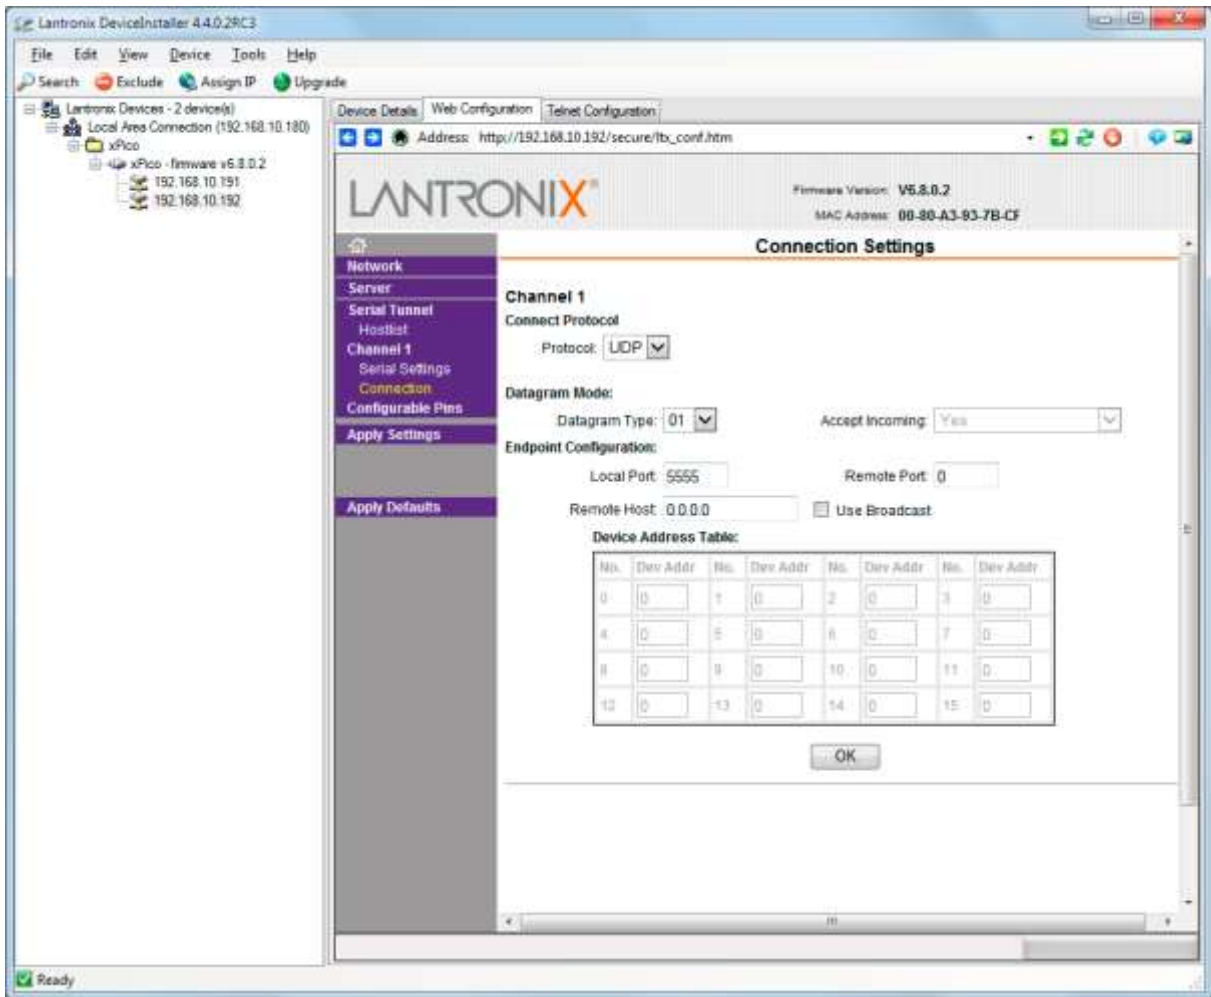 Lantronix DeviceInstaller 4.4.0.2RC3
File Edit View Device Tools Help
Search Exclude Assign IP Upgrade
Lantronix Devices - 2 device(s)
Local Area Connection (192.168.10.180)
xPico
xPico - firmware v6.8.0.2
192.168.10.191
192.168.10.192
Device Details Web Configuration Telnet Configuration
Address: http://192.168.10.192/secure/ltx_conf.htm
LANTRONIX®
Firmware Version: V6.8.0.2
MAC Address: 00-80-A3-93-7B-CF
Network
Server
Serial Tunnel
Hostlist
Channel 1
Serial Settings
Connection
Configurable Pins
Apply Settings
Apply Defaults
Connection Settings
Channel 1
Connect Protocol
Protocol: UDP
Datagram Mode:
Datagram Type: 01 Accept Incoming: Yes
Endpoint Configuration:
Local Port: 5555 Remote Port: 0
Remote Host: 0.0.0.0 Use Broadcast
Device Address Table:
No. Dev Addr No. Dev Addr No. Dev Addr No. Dev Addr
0 0 1 0 2 0 3 0
4 0 5 0 6 0 7 0
8 0 9 0 10 0 11 0
12 0 13 0 14 0 15 0
OK
Ready